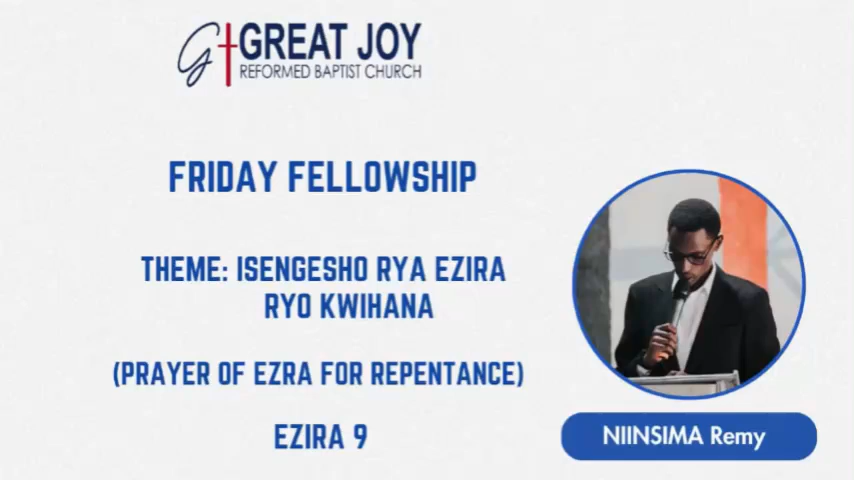 GREAT JOY
REFORMED BAPTIST CHURCH
FRIDAY FELLOWSHIP
THEME: ISENGESHO RYA EZIRA
RYO KWIHANA
(PRAYER OF EZRA FOR REPENTANCE)
EZIRA 9
NIINSIMA Remy